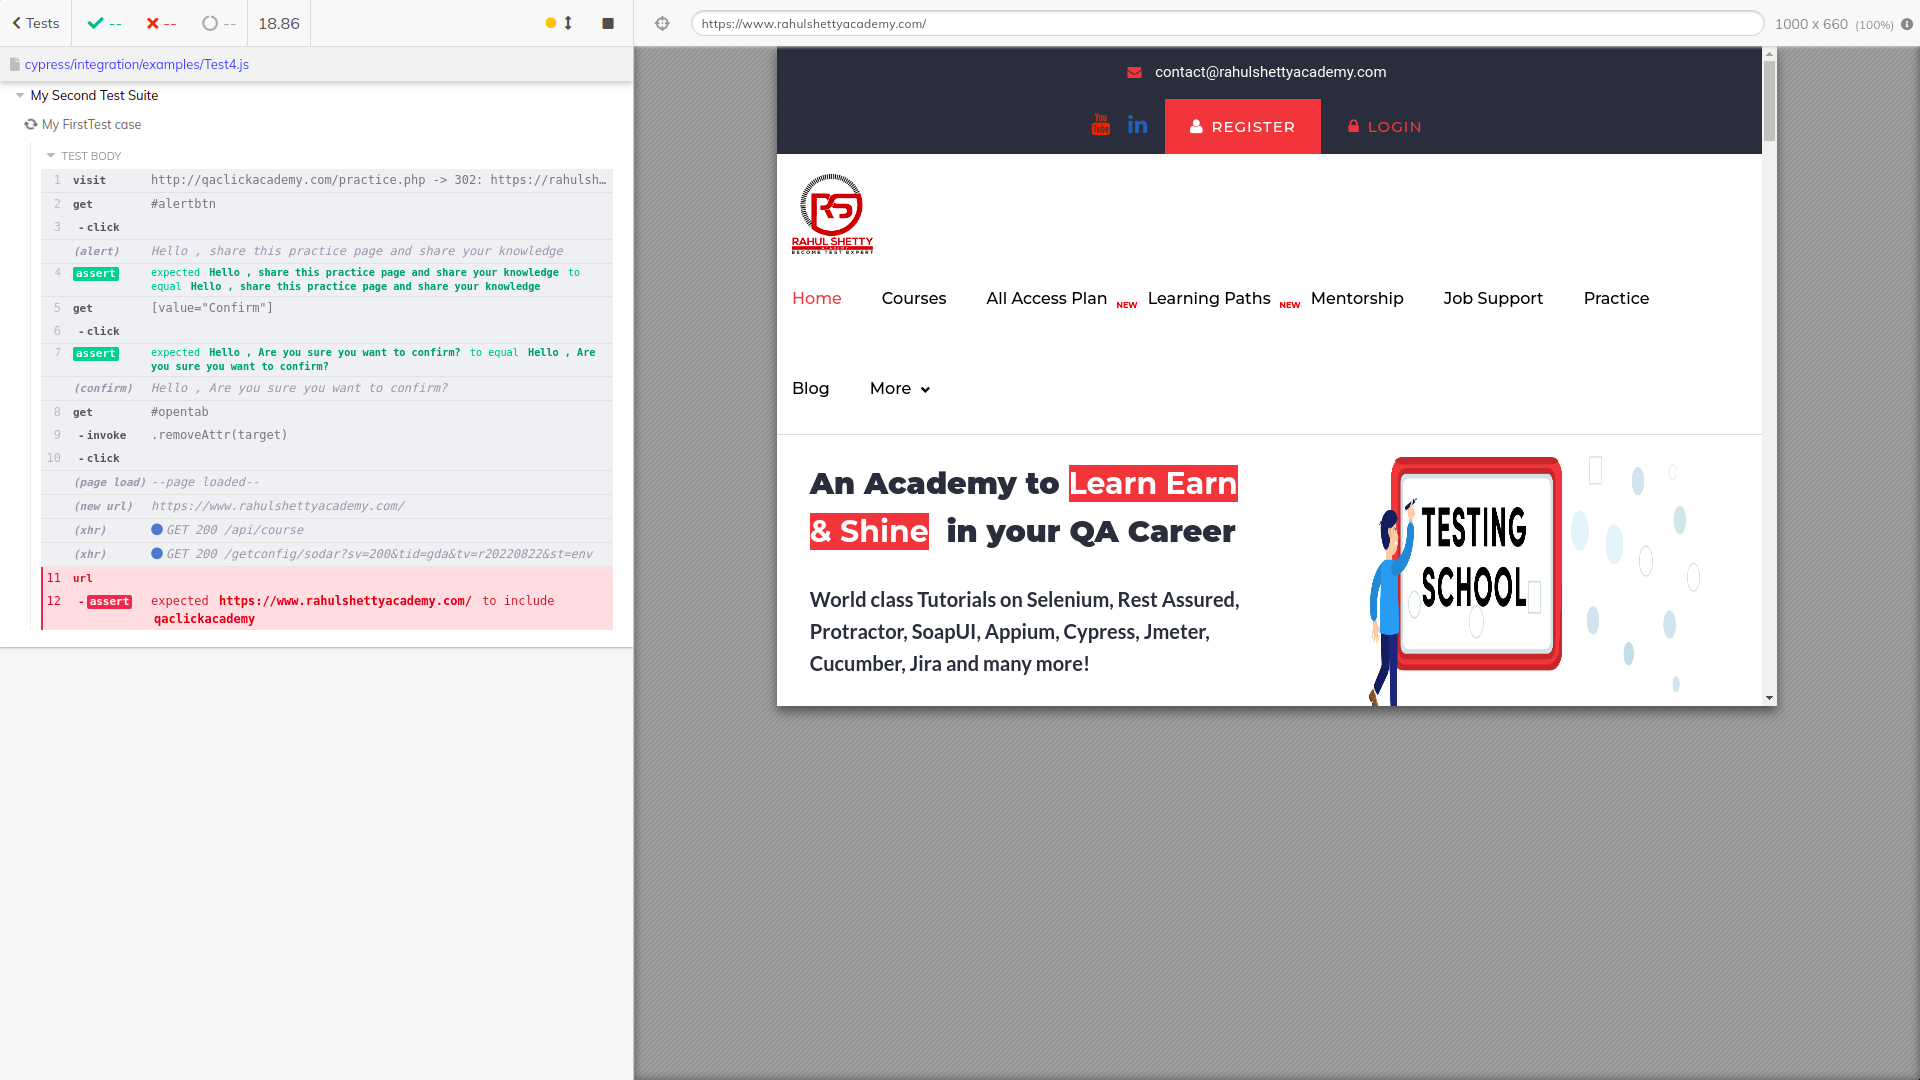 Tests -- -- -- 18.86
cypress/integration/examples/Test4.js
My Second Test Suite
My FirstTest case
TEST BODY
1 visit http://qaclickacademy.com/practice.php -> 302: https://rahulsh…
2 get #alertbtn
3 -click
(alert) Hello , share this practice page and share your knowledge
4 assert expected Hello , share this practice page and share your knowledge to
equal Hello , share this practice page and share your knowledge
5 get [value="Confirm"]
6 -click
7 assert expected Hello , Are you sure you want to confirm? to equal Hello , Are
you sure you want to confirm?
(confirm) Hello , Are you sure you want to confirm?
8 get #opentab
9 -invoke .removeAttr(target)
10 -click
(page load) --page loaded--
(new url) https://www.rahulshettyacademy.com/
(xhr) GET 200 /api/course
(xhr) GET 200 /getconfig/sodar?sv=200&tid=gda&tv=r20220822&st=env
11 url
12 -assert expected https://www.rahulshettyacademy.com/ to include
qaclickacademy
https://www.rahulshettyacademy.com/ 1000 x 660 (100%)
contact@rahulshettyacademy.com
You Tube in REGISTER LOGIN
RS
RAHUL SHETTY
ACADEMY
BECOME TEST EXPERT
Home Courses All Access Plan NEW Learning Paths NEW Mentorship Job Support Practice
Blog More
An Academy to Learn Earn
& Shine in your QA Career
World class Tutorials on Selenium, Rest Assured,
Protractor, SoapUI, Appium, Cypress, Jmeter,
Cucumber, Jira and many more!
TESTING
SCHOOL